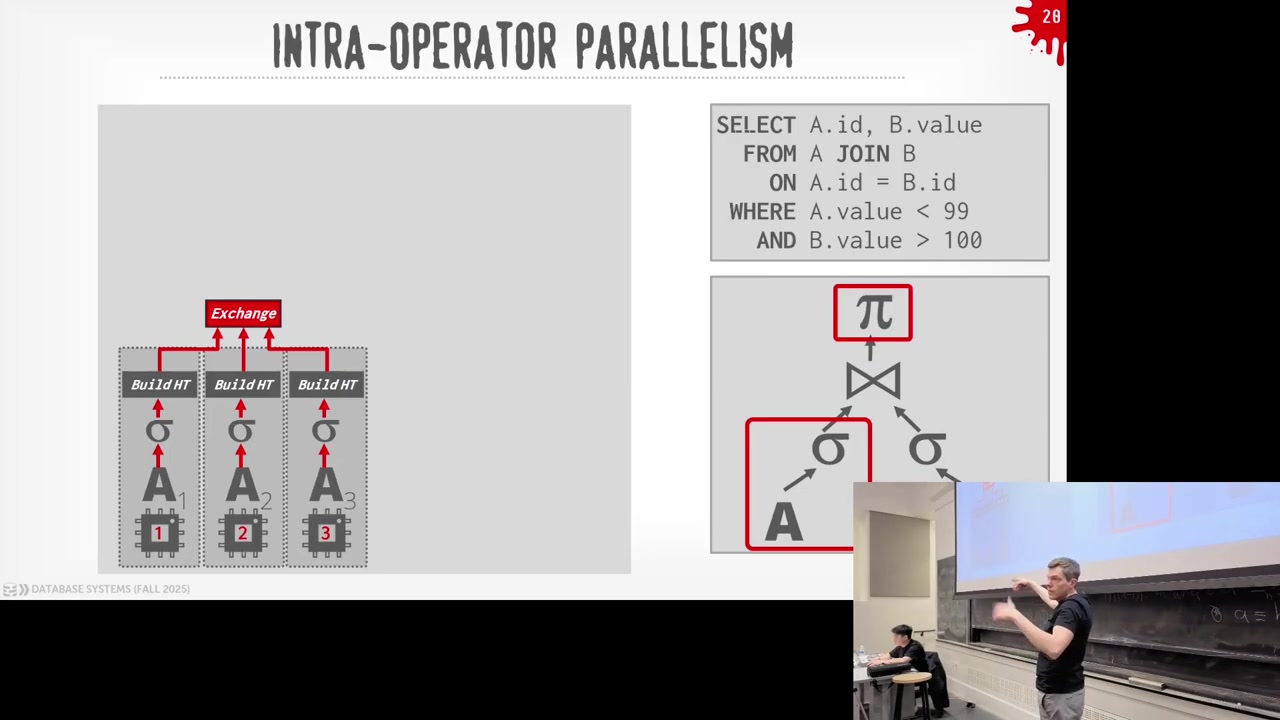 INTRA-OPERATOR PARALLELISM
20
SELECT A.id, B.value
FROM A JOIN B
ON A.id = B.id
WHERE A.value < 99
AND B.value > 100
Exchange
Build HT Build HT Build HT
σ σ σ
A1 A2 A3
1 2 3
π
⋈
σ σ
A
DATABASE SYSTEMS (FALL 2025)